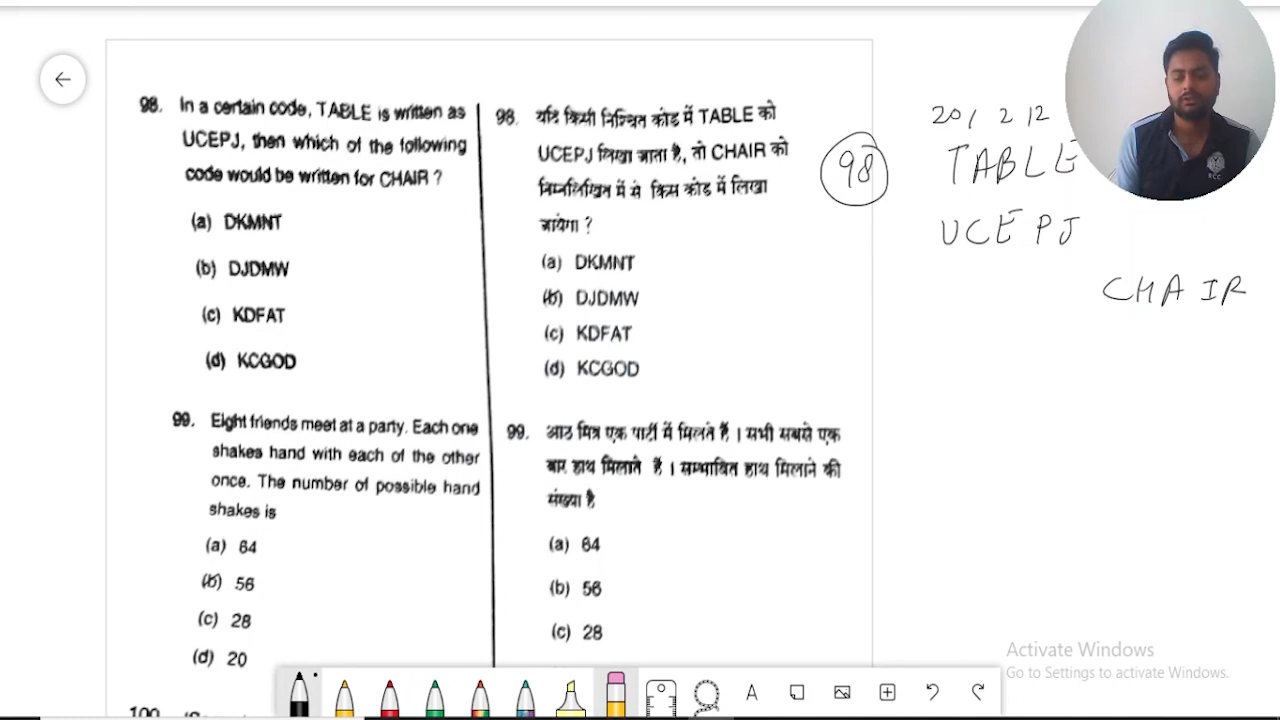 98. In a certain code, TABLE is written as
UCEPJ, then which of the following
code would be written for CHAIR ?
(a) DKMNT
(b) DJDMW
(c) KDFAT
(d) KCGOD
99. Eight friends meet at a party. Each one
shakes hand with each of the other
once. The number of possible hand
shakes is
(a) 64
(b) 56
(c) 28
(d) 20
98. यदि किसी निश्चित कोड में TABLE को
UCEPJ लिखा जाता है, तो CHAIR को
निम्नलिखित में से किस कोड में लिखा
जायेगा ?
(a) DKMNT
(b) DJDMW
(c) KDFAT
(d) KCGOD
99. आठ मित्र एक पार्टी में मिलते हैं । सभी सबसे एक
बार हाथ मिलाते हैं । सम्भावित हाथ मिलाने की
संख्या है
(a) 64
(b) 56
(c) 28
98
20 1 2 12
TABLE
UCEPJ
CHAIR
RCC
Activate Windows
Go to Settings to activate Windows.
A